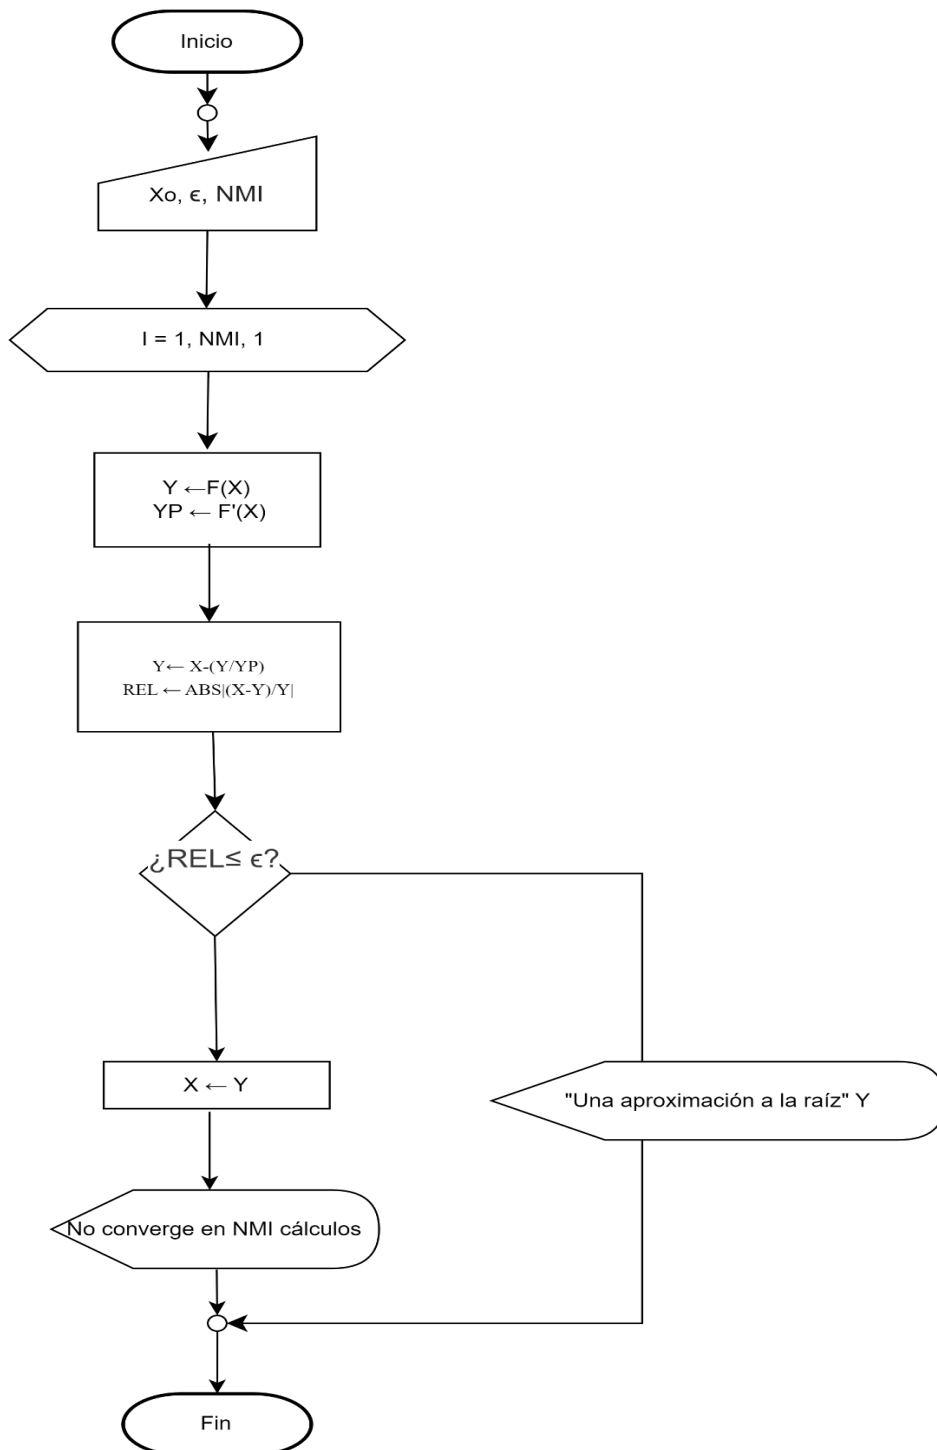 Inicio
Xo, ϵ, NMI
I = 1, NMI, 1
Y ←F(X)
YP ← F'(X)
Y← X-(Y/YP)
REL ← ABS|(X-Y)/Y|
¿REL≤ ϵ?
X ← Y
"Una aproximación a la raíz" Y
No converge en NMI cálculos
Fin